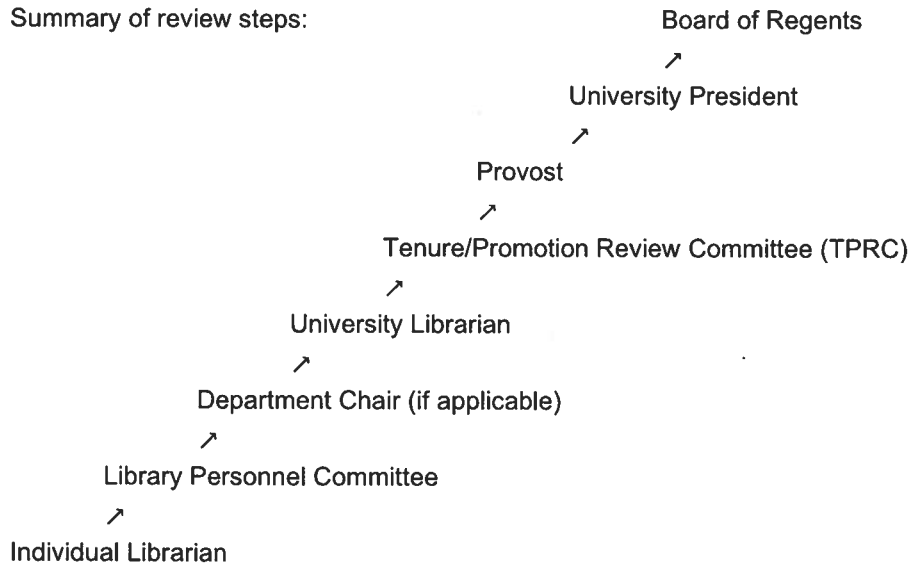 Summary of review steps: Board of Regents
↗
University President
↗
Provost
↗
Tenure/Promotion Review Committee (TPRC)
↗
University Librarian
↗
Department Chair (if applicable)
↗
Library Personnel Committee
↗
Individual Librarian